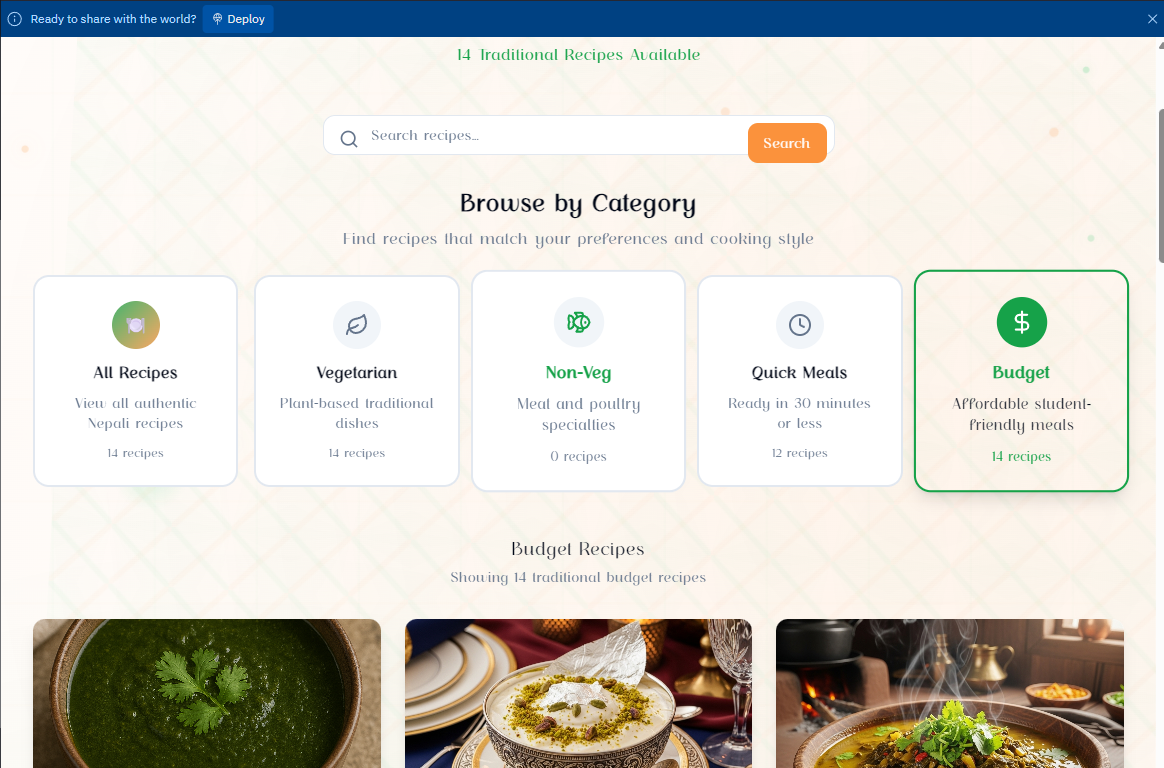 Ready to share with the world? Deploy
14 Traditional Recipes Available
Search recipes...
Search
Browse by Category
Find recipes that match your preferences and cooking style
All Recipes
View all authentic
Nepali recipes
14 recipes
Vegetarian
Plant-based traditional
dishes
14 recipes
Non-Veg
Meat and poultry
specialties
0 recipes
Quick Meals
Ready in 30 minutes
or less
12 recipes
Budget
Affordable student-
friendly meals
14 recipes
Budget Recipes
Showing 14 traditional budget recipes